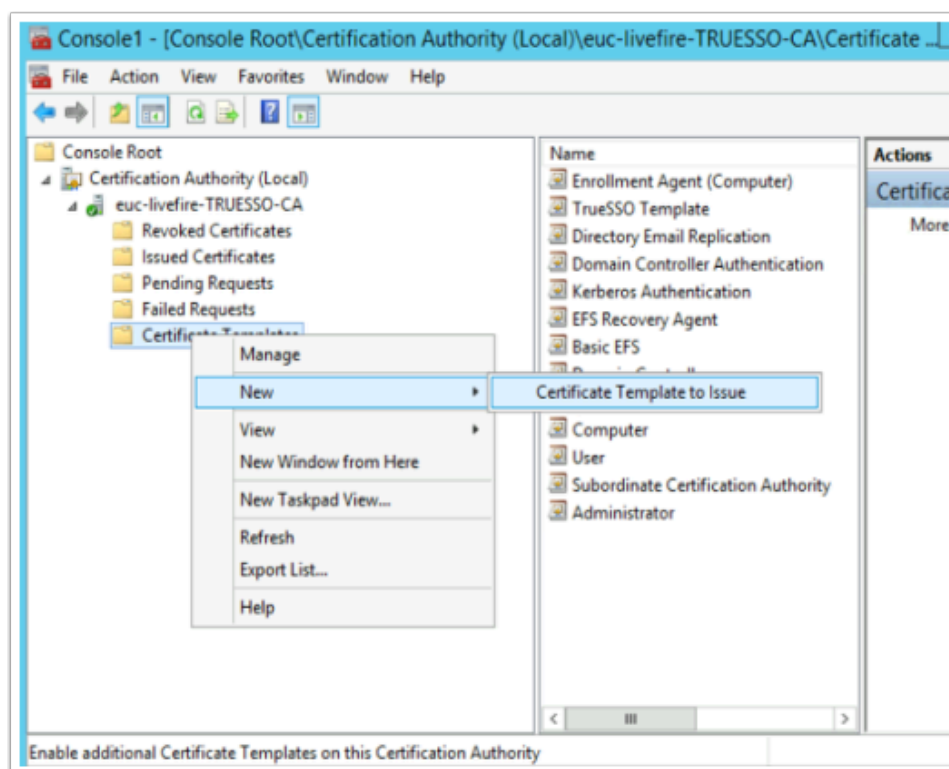 Console1 - [Console Root\Certification Authority (Local)\euc-livefire-TRUESSO-CA\Certificate ...
File Action View Favorites Window Help
Console Root
Certification Authority (Local)
euc-livefire-TRUESSO-CA
Revoked Certificates
Issued Certificates
Pending Requests
Failed Requests
Certificate Templates
Manage
New
Certificate Template to Issue
View
New Window from Here
New Taskpad View...
Refresh
Export List...
Help
Name
Enrollment Agent (Computer)
TrueSSO Template
Directory Email Replication
Domain Controller Authentication
Kerberos Authentication
EFS Recovery Agent
Basic EFS
Computer
User
Subordinate Certification Authority
Administrator
Actions
Certifica
More
Enable additional Certificate Templates on this Certification Authority